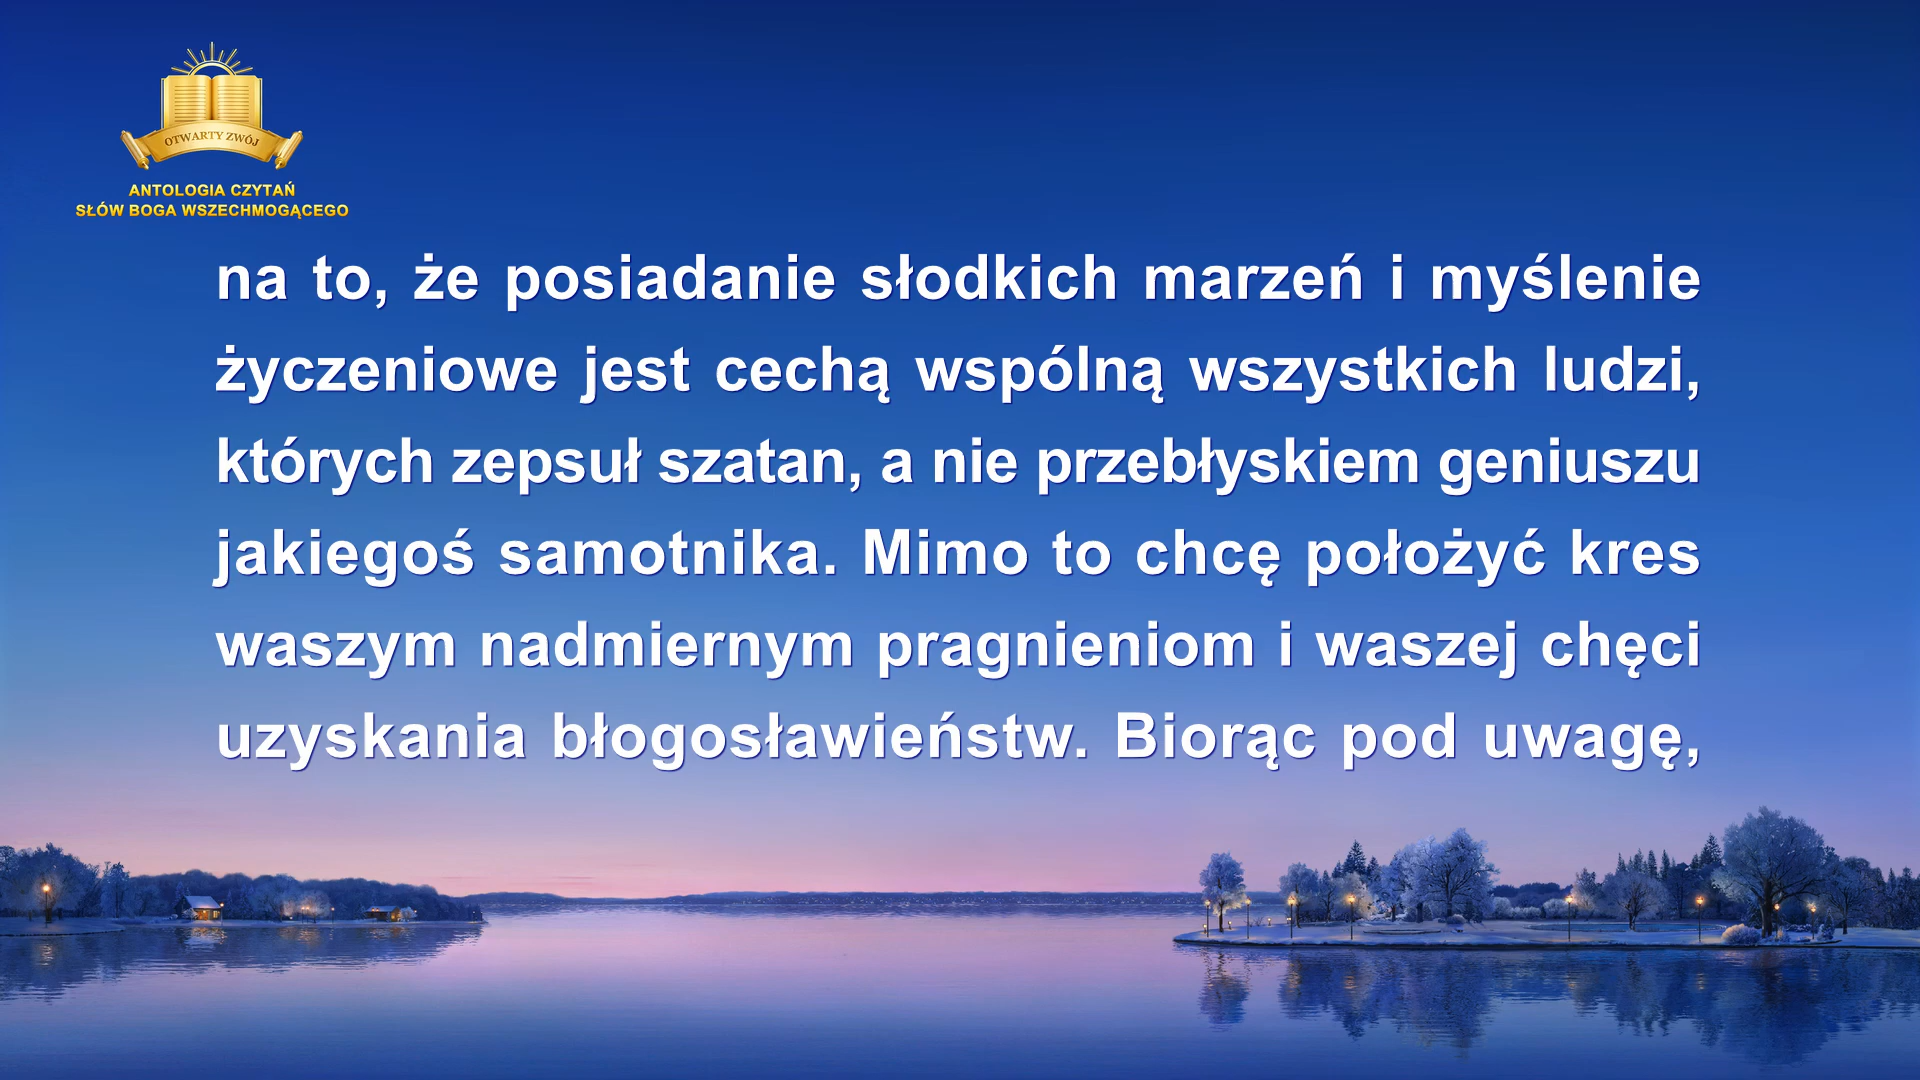 OTWARTY ZWÓJ
ANTOLOGIA CZYTAŃ
SŁÓW BOGA WSZECHMOGĄCEGO
na to, że posiadanie słodkich marzeń i myślenie
życzeniowe jest cechą wspólną wszystkich ludzi,
których zepsuł szatan, a nie przebłyskiem geniuszu
jakiegoś samotnika. Mimo to chcę położyć kres
waszym nadmiernym pragnieniom i waszej chęci
uzyskania błogosławieństw. Biorąc pod uwagę,